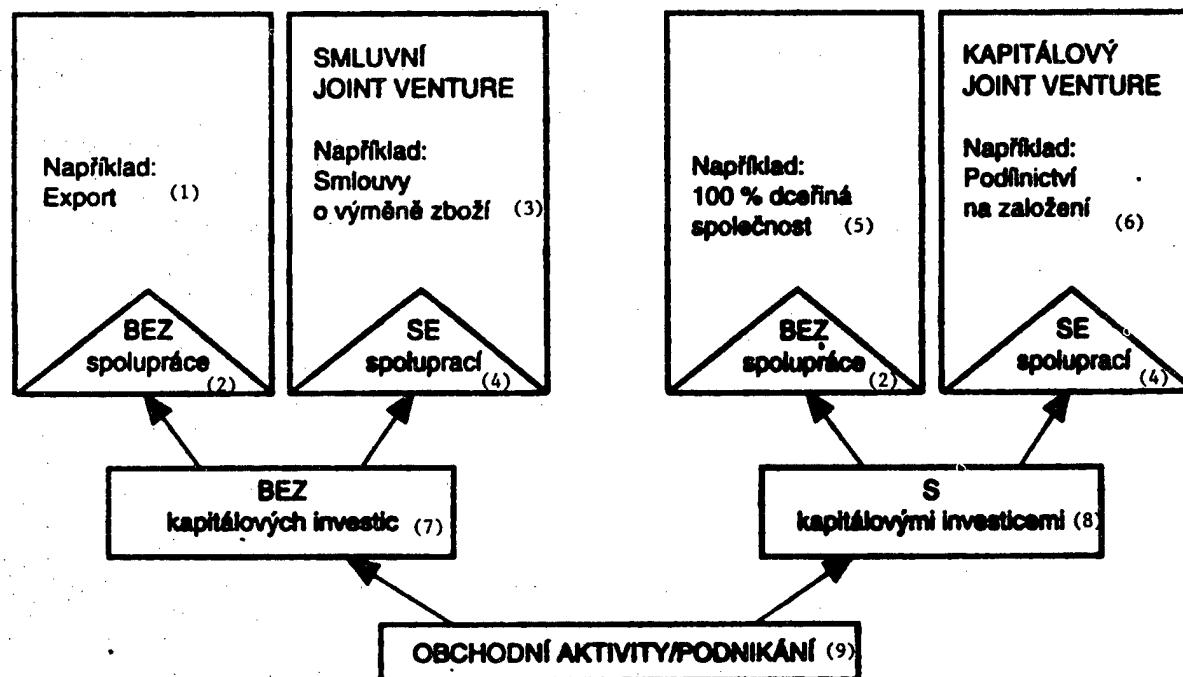 SMLUVNÍ
JOINT VENTURE
KAPITÁLOVÝ
JOINT VENTURE
Například:
Export (1)
Například:
Smlouvy
o výměně zboží (3)
Například:
100 % dceřiná
společnost (5)
Například:
Podílnictví
na založení (6)
BEZ
spolupráce (2)
SE
spoluprací (4)
BEZ
spolupráce (2)
SE
spoluprací (4)
BEZ
kapitálových investic (7)
S
kapitálovými investicemi (8)
OBCHODNÍ AKTIVITY/PODNIKÁNÍ (9)